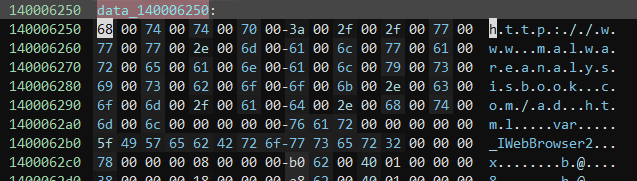 140006250 data_140006250:
140006250 68 00 74 00 74 00 70 00-3a 00 2f 00 2f 00 77 00 h.t.t.p.:././.w.
140006260 77 00 77 00 2e 00 6d 00-61 00 6c 00 77 00 61 00 w.w...m.a.l.w.a.
140006270 72 00 65 00 61 00 6e 00-61 00 6c 00 79 00 73 00 r.e.a.n.a.l.y.s.
140006280 69 00 73 00 62 00 6f 00-6f 00 6b 00 2e 00 63 00 i.s.b.o.o.k...c.
140006290 6f 00 6d 00 2f 00 61 00-64 00 2e 00 68 00 74 00 o.m./.a.d...h.t.
1400062a0 6d 00 6c 00 00 00 00 00-76 61 72 00 00 00 00 00 m.l.....var.....
1400062b0 5f 49 57 65 62 42 72 6f-77 73 65 72 32 00 00 00 _IWebBrowser2...
1400062c0 78 00 00 00 08 00 00 00-b0 62 00 40 01 00 00 00 x........b.@....